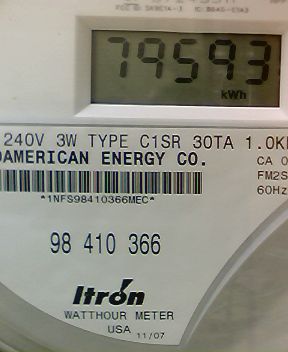 79593
kWh
240V 3W TYPE C1SR 30TA 1.0K
AMERICAN ENERGY CO.
CA 0
FM2S
60Hz
*1NFS98410366MEC*
98 410 366
Itron
WATTHOUR METER
USA 11/07